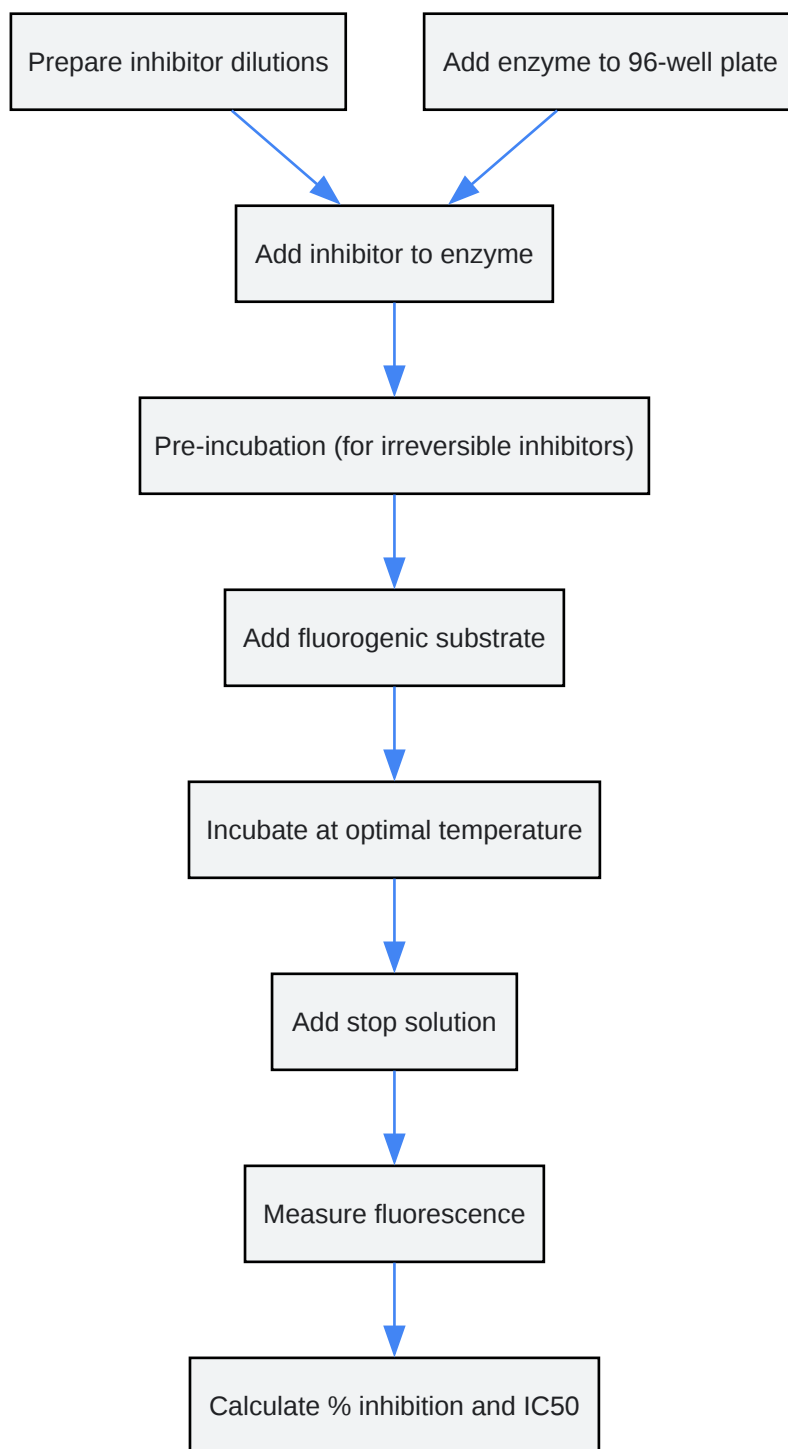 Prepare inhibitor dilutions
Add enzyme to 96-well plate
Add inhibitor to enzyme
Pre-incubation (for irreversible inhibitors)
Add fluorogenic substrate
Incubate at optimal temperature
Add stop solution
Measure fluorescence
Calculate % inhibition and IC50